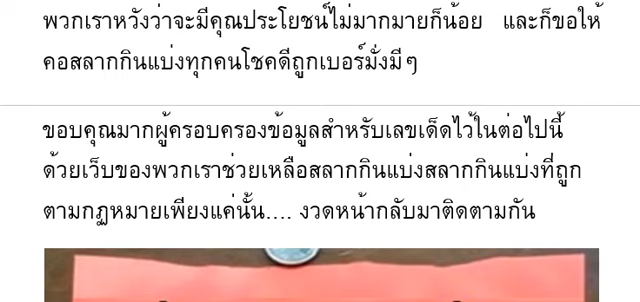 พวกเราหวังว่าจะมีคุณประโยชน์ไม่มากมายก็น้อย และก็ขอให้
คอสลากกินแบ่งทุกคนโชคดีถูกเบอร์มั่งมีๆ
ขอบคุณมากผู้ครอบครองข้อมูลสำหรับเลขเด็ดไว้ในต่อไปนี้
ด้วยเว็บของพวกเราช่วยเหลือสลากกินแบ่งสลากกินแบ่งที่ถูก
ตามกฏหมายเพียงแค่นั้น.... งวดหน้ากลับมาติดตามกัน